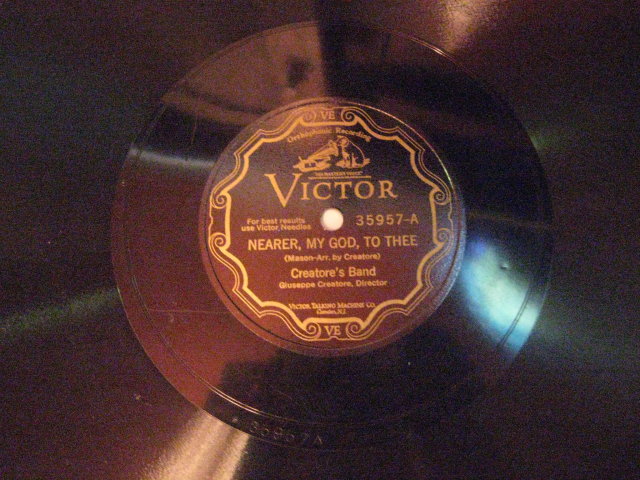 VE
Orthophonic Recording
"HIS MASTER'S VOICE"
VICTOR
For best results
use Victor Needles
35957-A
NEARER, MY GOD, TO THEE
(Mason-Arr. by Creatore)
Creatore's Band
Giuseppe Creatore, Director
VICTOR TALKING MACHINE CO.
Camden, N.J.
VE
35957A